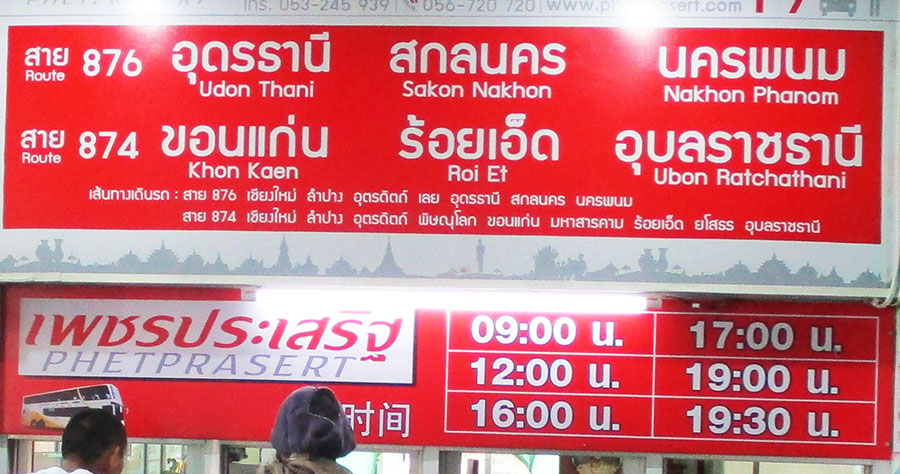 PHETPRASERT โทร. 053-245 939 | 056-720 720 | www.phetprasert.com
สาย 876 อุดรธานี สกลนคร นครพนม
Route Udon Thani Sakon Nakhon Nakhon Phanom
สาย 874 ขอนแก่น ร้อยเอ็ด อุบลราชธานี
Route Khon Kaen Roi Et Ubon Ratchathani
เส้นทางเดินรถ : สาย 876 เชียงใหม่ ลำปาง อุตรดิตถ์ เลย อุดรธานี สกลนคร นครพนม
สาย 874 เชียงใหม่ ลำปาง อุตรดิตถ์ พิษณุโลก ขอนแก่น มหาสารคาม ร้อยเอ็ด ยโสธร อุบลราชธานี
เพชรประเสริฐ
PHETPRASERT
时间
09:00 น. 17:00 น.
12:00 น. 19:00 น.
16:00 น. 19:30 น.